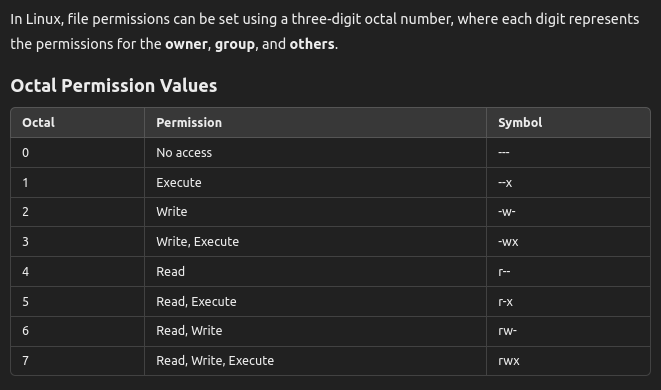 In Linux, file permissions can be set using a three-digit octal number, where each digit represents
the permissions for the owner, group, and others.
Octal Permission Values
Octal Permission Symbol
0 No access ---
1 Execute --x
2 Write -w-
3 Write, Execute -wx
4 Read r--
5 Read, Execute r-x
6 Read, Write rw-
7 Read, Write, Execute rwx